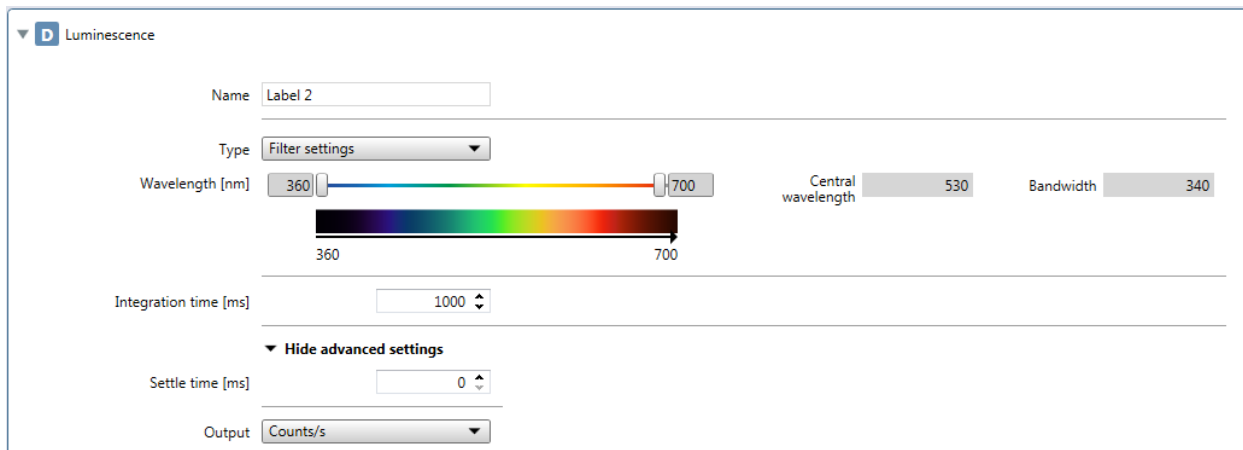 D Luminescence
Name Label 2
Type Filter settings
Wavelength [nm] 360 700 Central wavelength 530 Bandwidth 340
360 700
Integration time [ms] 1000
Hide advanced settings
Settle time [ms] 0
Output Counts/s